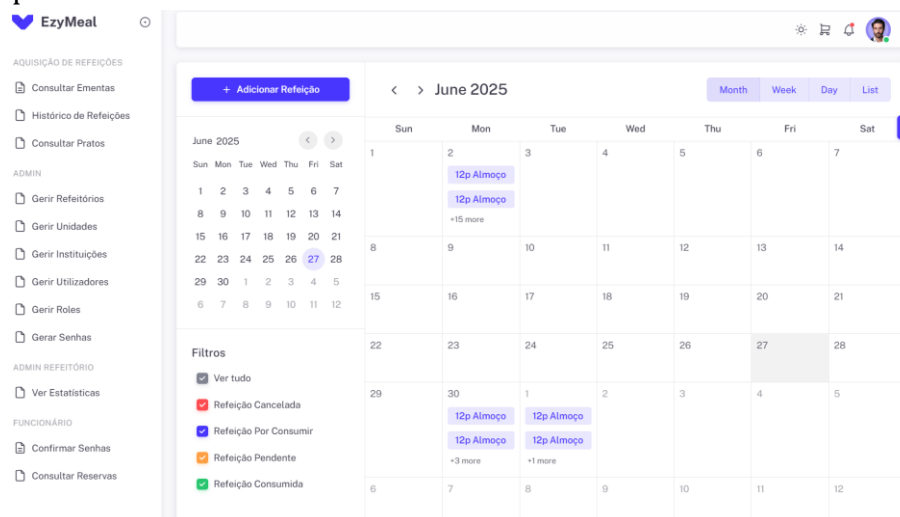 EzyMeal
AQUISIÇÃO DE REFEIÇÕES
Consultar Ementas
Histórico de Refeições
Consultar Pratos
ADMIN
Gerir Refeitórios
Gerir Unidades
Gerir Instituições
Gerir Utilizadores
Gerir Roles
Gerar Senhas
ADMIN REFEITÓRIO
Ver Estatísticas
FUNCIONÁRIO
Confirmar Senhas
Consultar Reservas
+ Adicionar Refeição
June 2025
Sun Mon Tue Wed Thu Fri Sat
1 2 3 4 5 6 7
8 9 10 11 12 13 14
15 16 17 18 19 20 21
22 23 24 25 26 27 28
29 30 1 2 3 4 5
6 7 8 9 10 11 12
Filtros
Ver tudo
Refeição Cancelada
Refeição Por Consumir
Refeição Pendente
Refeição Consumida
June 2025
Month Week Day List
Sun Mon Tue Wed Thu Fri Sat
1 2 3 4 5 6 7
12p Almoço
12p Almoço
+15 more
8 9 10 11 12 13 14
15 16 17 18 19 20 21
22 23 24 25 26 27 28
29 30 1 2 3 4 5
12p Almoço 12p Almoço
12p Almoço 12p Almoço
+3 more +1 more
6 7 8 9 10 11 12